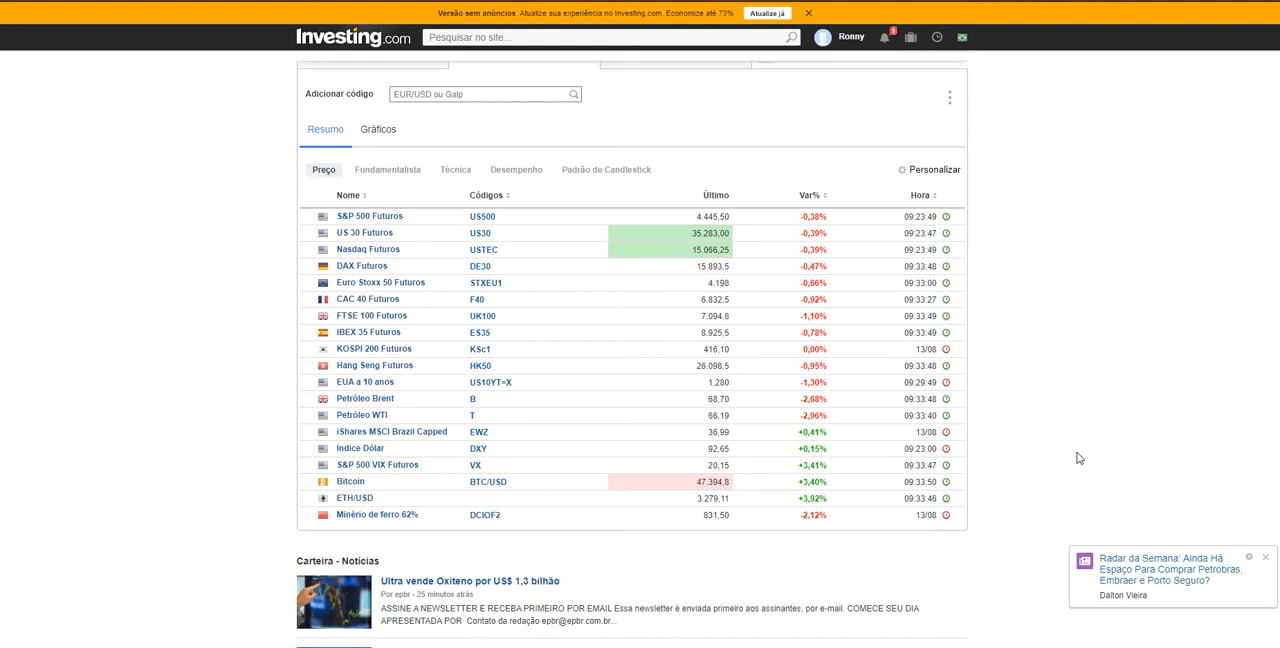 Versão sem anúncios. Atualize sua experiência no Investing.com. Economize até 73% Atualize já
Investing.com Pesquisar no site... Ronny 1
Adicionar código EUR/USD ou Galp
Resumo Gráficos
Preço Fundamentalista Técnica Desempenho Padrão de Candlestick Personalizar
Nome Códigos Último Var% Hora
S&P 500 Futuros US500 4.445,50 -0,38% 09:23:49
US 30 Futuros US30 35.283,00 -0,39% 09:23:47
Nasdaq Futuros USTEC 15.066,25 -0,39% 09:23:49
DAX Futuros DE30 15.893,5 -0,47% 09:33:48
Euro Stoxx 50 Futuros STXEU1 4.198 -0,66% 09:33:00
CAC 40 Futuros F40 6.832,5 -0,92% 09:33:27
FTSE 100 Futuros UK100 7.094,8 -1,10% 09:33:49
IBEX 35 Futuros ES35 8.925,5 -0,78% 09:33:49
KOSPI 200 Futuros KSc1 416,10 0,00% 13/08
Hang Seng Futuros HK50 26.098,5 -0,95% 09:33:48
EUA a 10 anos US10YT=X 1,280 -1,30% 09:29:49
Petróleo Brent B 68,70 -2,68% 09:33:48
Petróleo WTI T 66,19 -2,96% 09:33:40
iShares MSCI Brazil Capped EWZ 36,99 +0,41% 13/08
Índice Dólar DXY 92,65 +0,15% 09:23:00
S&P 500 VIX Futuros VX 20,15 +3,41% 09:33:47
Bitcoin BTC/USD 47.394,8 +3,40% 09:33:50
ETH/USD 3.279,11 +3,92% 09:33:46
Minério de ferro 62% DCIOF2 831,50 -2,12% 13/08
Carteira - Notícias
Ultra vende Oxiteno por US$ 1,3 bilhão
Por epbr - 25 minutos atrás
ASSINE A NEWSLETTER E RECEBA PRIMEIRO POR EMAIL Essa newsletter é enviada primeiro aos assinantes, por e-mail. COMECE SEU DIA
APRESENTADA POR Contato da redação epbr@epbr.com.br...
Radar da Semana: Ainda Há
Espaço Para Comprar Petrobras,
Embraer e Porto Seguro?
Dalton Vieira